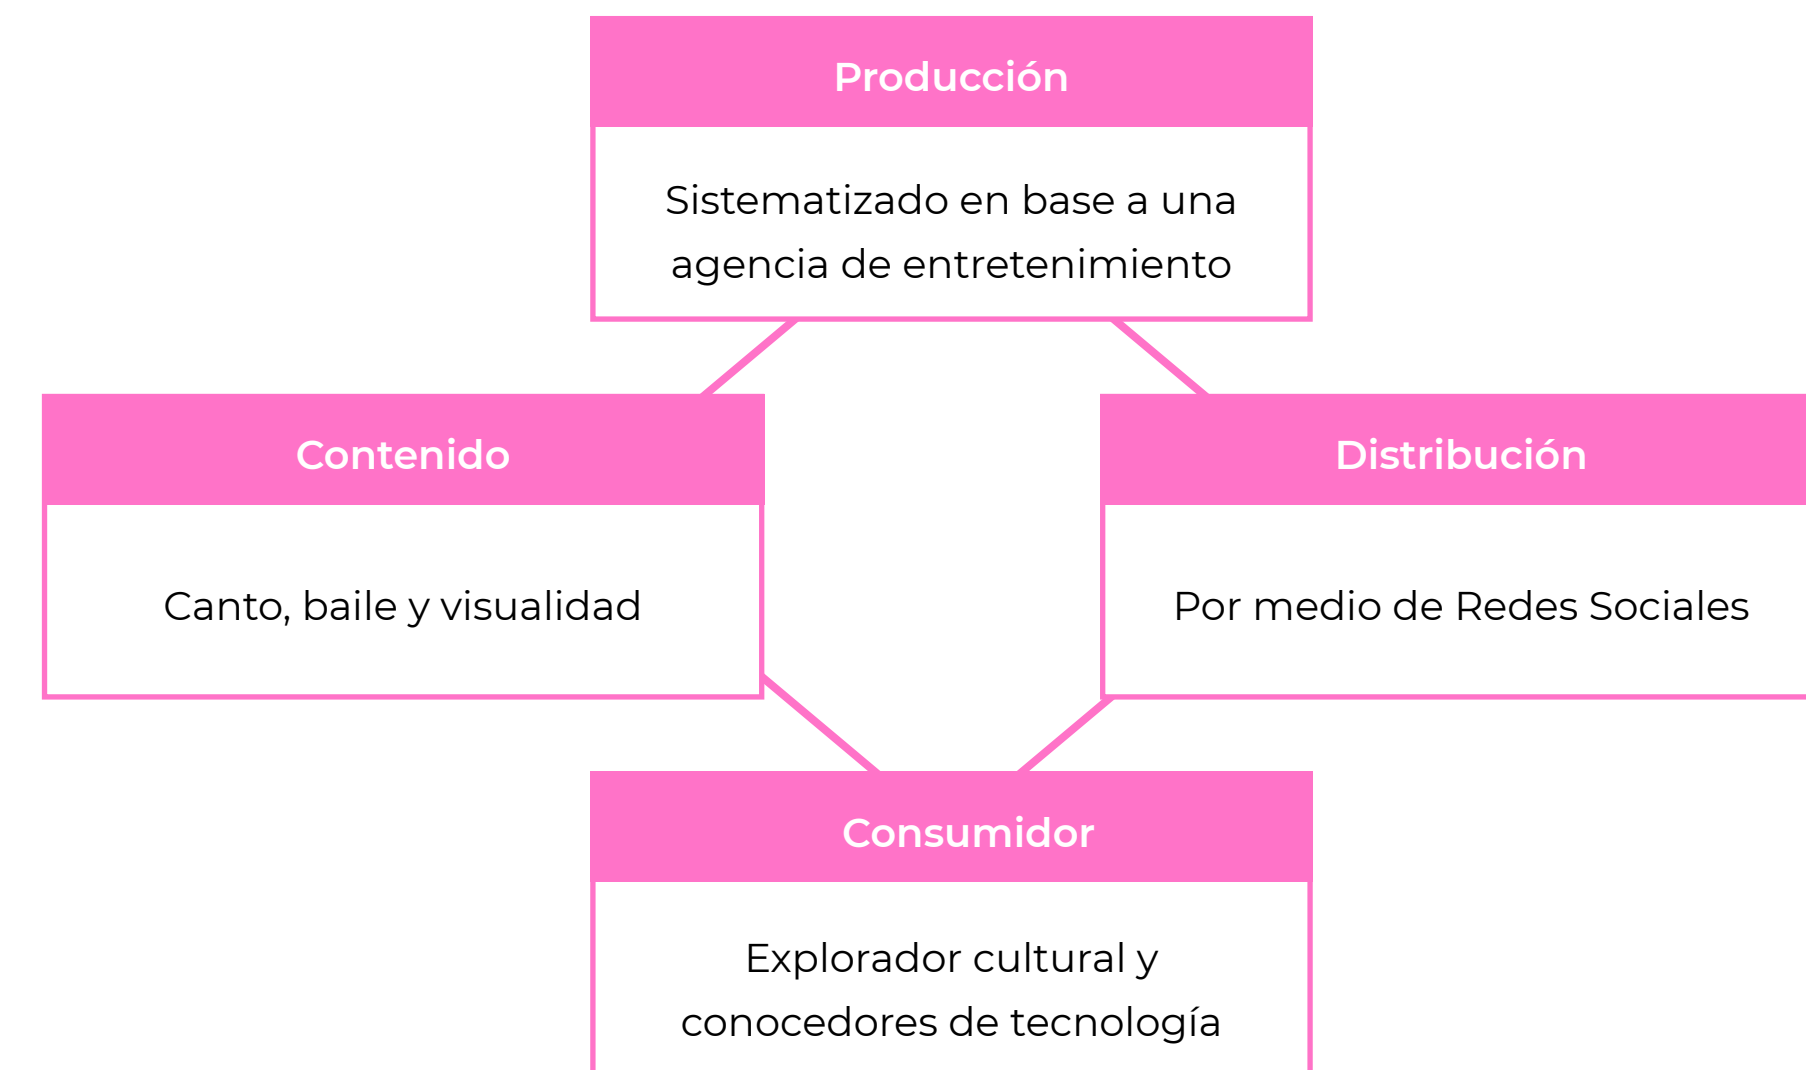 Producción
Sistematizado en base a una
agencia de entretenimiento
Contenido
Canto, baile y visualidad
Distribución
Por medio de Redes Sociales
Consumidor
Explorador cultural y
conocedores de tecnología